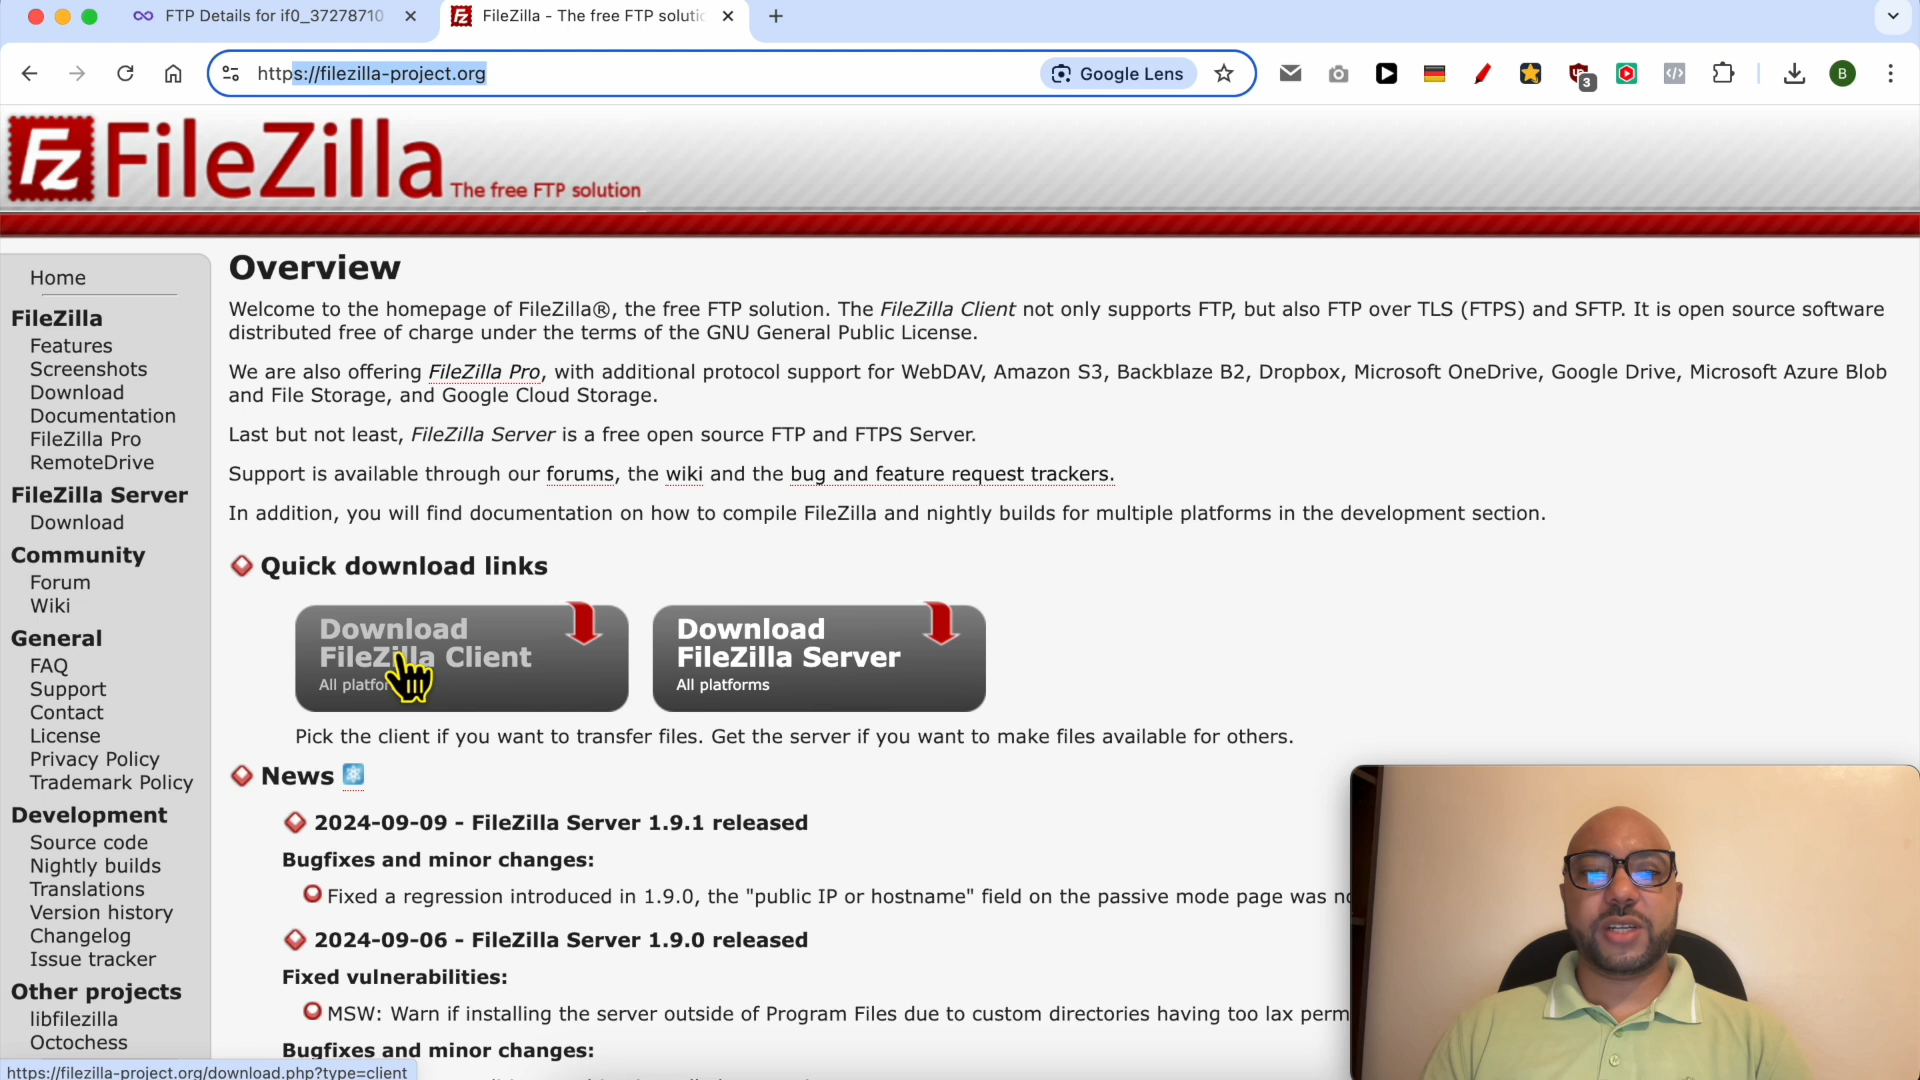 FTP Details for if0_37278710
FileZilla - The free FTP soluti
https://filezilla-project.org
Google Lens
3
B
Fz FileZilla The free FTP solution
Home
FileZilla
Features
Screenshots
Download
Documentation
FileZilla Pro
RemoteDrive
FileZilla Server
Download
Community
Forum
Wiki
General
FAQ
Support
Contact
License
Privacy Policy
Trademark Policy
Development
Source code
Nightly builds
Translations
Version history
Changelog
Issue tracker
Other projects
libfilezilla
Octochess
Overview
Welcome to the homepage of FileZilla®, the free FTP solution. The FileZilla Client not only supports FTP, but also FTP over TLS (FTPS) and SFTP. It is open source software
distributed free of charge under the terms of the GNU General Public License.
We are also offering FileZilla Pro, with additional protocol support for WebDAV, Amazon S3, Backblaze B2, Dropbox, Microsoft OneDrive, Google Drive, Microsoft Azure Blob
and File Storage, and Google Cloud Storage.
Last but not least, FileZilla Server is a free open source FTP and FTPS Server.
Support is available through our forums, the wiki and the bug and feature request trackers.
In addition, you will find documentation on how to compile FileZilla and nightly builds for multiple platforms in the development section.
Quick download links
Download
FileZilla Client
All platfor
Download
FileZilla Server
All platforms
Pick the client if you want to transfer files. Get the server if you want to make files available for others.
News
2024-09-09 - FileZilla Server 1.9.1 released
Bugfixes and minor changes:
Fixed a regression introduced in 1.9.0, the "public IP or hostname" field on the passive mode page was
2024-09-06 - FileZilla Server 1.9.0 released
Fixed vulnerabilities:
MSW: Warn if installing the server outside of Program Files due to custom directories having too lax perm
Bugfixes and minor changes:
https://filezilla-project.org/download.php?type=client